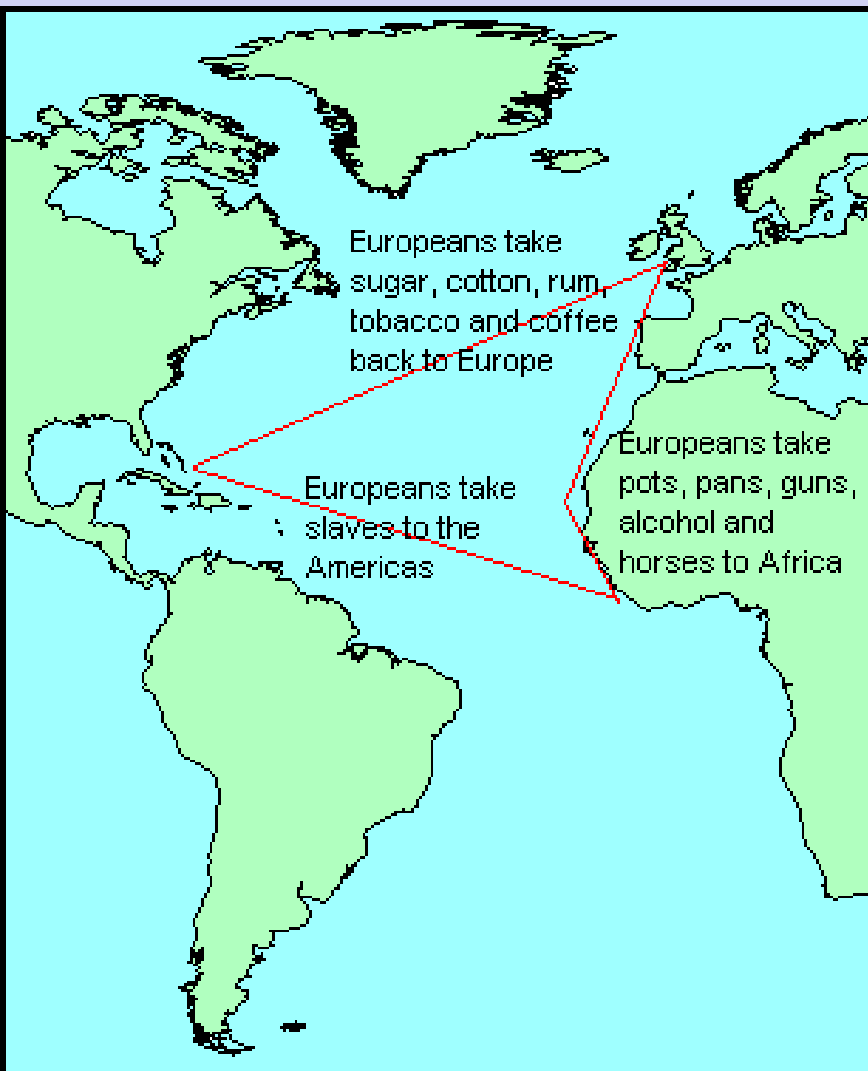 Europeans take
sugar, cotton, rum,
tobacco and coffee
back to Europe
Europeans take
pots, pans, guns,
alcohol and
horses to Africa
Europeans take
slaves to the
Americas